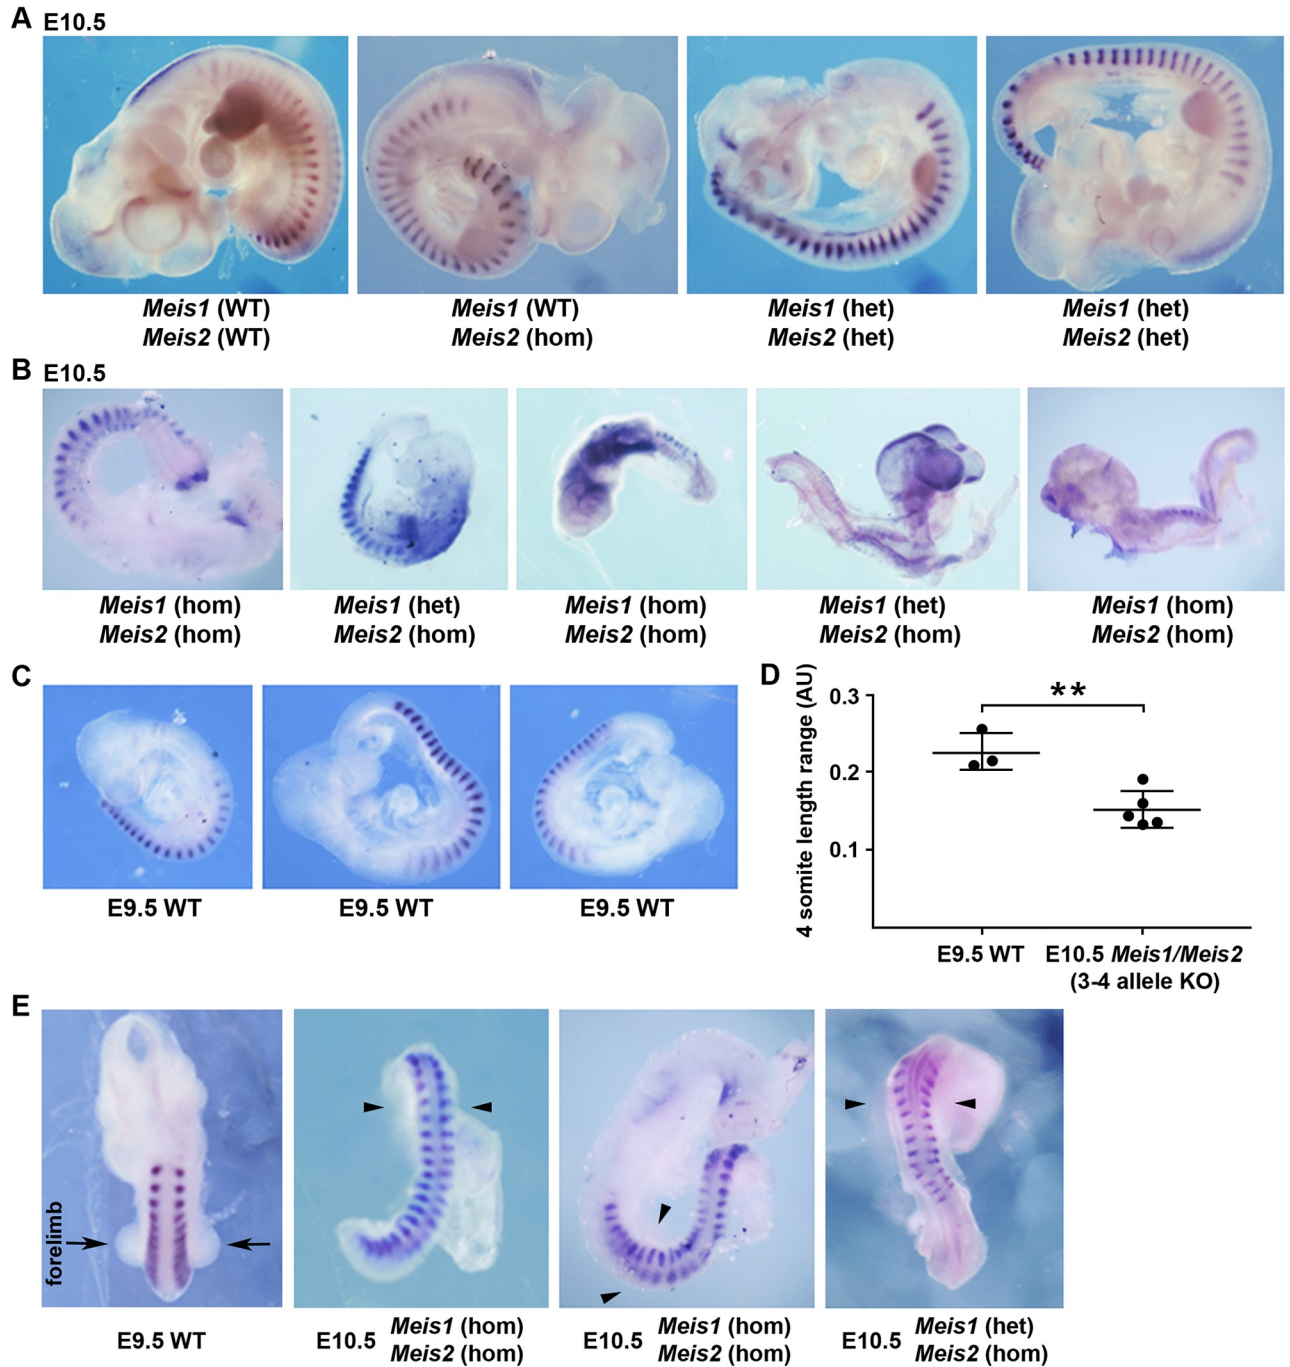 A
E10.5
Meis1 (WT)
Meis2 (WT)
Meis1 (WT)
Meis2 (hom)
Meis1 (het)
Meis2 (het)
Meis1 (het)
Meis2 (het)
B
E10.5
Meis1 (hom)
Meis2 (hom)
Meis1 (het)
Meis2 (hom)
Meis1 (hom)
Meis2 (hom)
Meis1 (het)
Meis2 (hom)
Meis1 (hom)
Meis2 (hom)
C
E9.5 WT
E9.5 WT
E9.5 WT
D
4 somite length range (AU)
0.3
0.2
0.1
**
E9.5 WT
E10.5 Meis1/Meis2
(3-4 allele KO)
E
forelimb
E9.5 WT
E10.5
Meis1 (hom)
Meis2 (hom)
E10.5
Meis1 (hom)
Meis2 (hom)
E10.5
Meis1 (het)
Meis2 (hom)